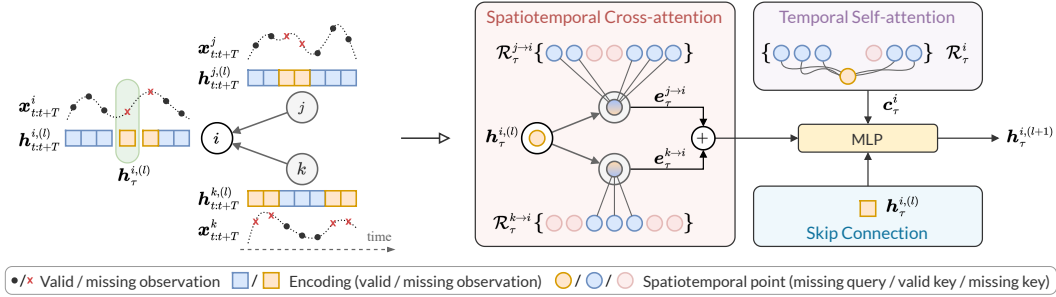 Spatiotemporal Cross-attention
Temporal Self-attention
x^j_{t:t+T}
h^{j,(l)}_{t:t+T}
x^i_{t:t+T}
h^{i,(l)}_{t:t+T}
h^{i,(l)}_τ
i
j
k
h^{k,(l)}_{t:t+T}
x^k_{t:t+T}
time
R^{j→i}_τ { }
e^{j→i}_τ
h^{i,(l)}_τ
+
e^{k→i}_τ
R^{k→i}_τ { }
{ } R^i_τ
c^i_τ
MLP
h^{i,(l+1)}_τ
h^{i,(l)}_τ
Skip Connection
●/x Valid / missing observation / Encoding (valid / missing observation) / / Spatiotemporal point (missing query / valid key / missing key)